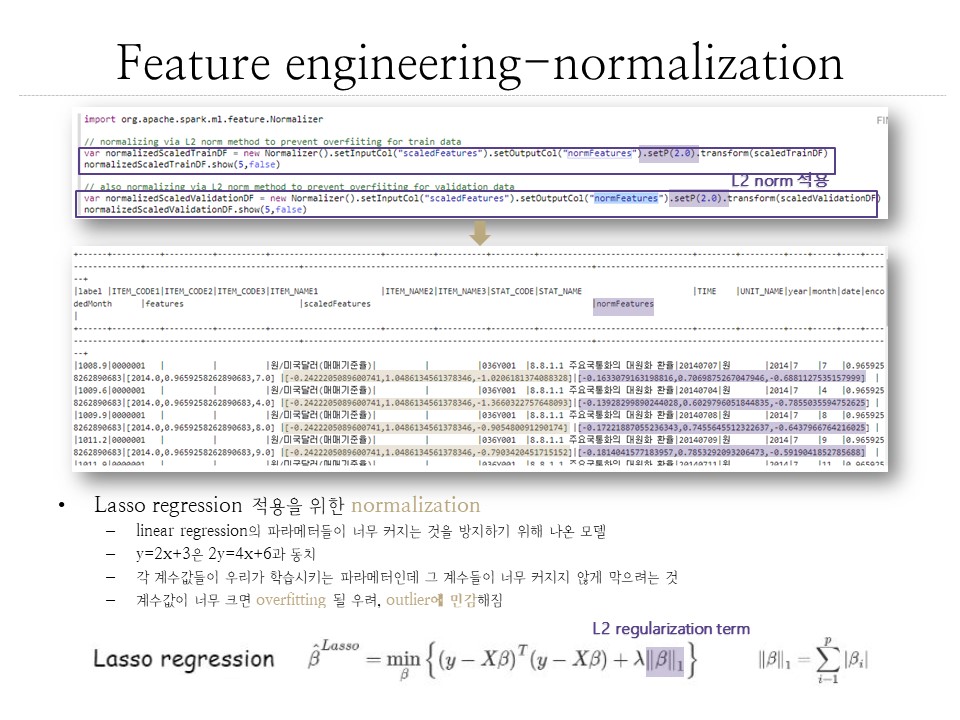 Feature engineering-normalization
import org.apache.spark.ml.feature.Normalizer
FI
// normalizing via L2 norm method to prevent overfiiting for train data
var normalizedScaledTrainDF = new Normalizer().setInputCol("scaledFeatures").setOutputCol("normFeatures").setP(2.0).transform(scaledTrainDF)
normalizedScaledTrainDF.show(5,false)
L2 norm 적용
// also normalizing via L2 norm method to prevent overfiiting for validation data
var normalizedScaledValidationDF = new Normalizer().setInputCol("scaledFeatures").setOutputCol("normFeatures").setP(2.0).transform(scaledValidationDF)
normalizedScaledValidationDF.show(5,false)
|label |ITEM_CODE1|ITEM_CODE2|ITEM_CODE3|ITEM_NAME1 |ITEM_NAME2|ITEM_NAME3|STAT_CODE|STAT_NAME |TIME |UNIT_NAME|year|month|date|enco
dedMonth |features |scaledFeatures |normFeatures
|
|1008.9|0000001 | | |원/미국달러(매매기준율)| | |036Y001 |8.8.1.1 주요국통화의 대원화 환율|20140707|원 |2014|7 |7 |0.965925
8262890683|[2014.0,0.9659258262890683,7.0] |[-0.2422205089600741,1.0486134561378346,-1.0206181374088328]|[-0.1633079163198816,0.7069875267047946,-0.6881127535157999] |
|1009.6|0000001 | | |원/미국달러(매매기준율)| | |036Y001 |8.8.1.1 주요국통화의 대원화 환율|20140704|원 |2014|7 |4 |0.965925
8262890683|[2014.0,0.9659258262890683,4.0] |[-0.2422205089600741,1.0486134561378346,-1.3660322757648093]|[-0.13928299890244028,0.6029796051844835,-0.7855035594752625]|
|1009.9|0000001 | | |원/미국달러(매매기준율)| | |036Y001 |8.8.1.1 주요국통화의 대원화 환율|20140708|원 |2014|7 |8 |0.965925
8262890683|[2014.0,0.9659258262890683,8.0] |[-0.2422205089600741,1.0486134561378346,-0.905480091290174] |[-0.17221887055236343,0.7455645512322637,-0.6437966764216025]|
|1011.2|0000001 | | |원/미국달러(매매기준율)| | |036Y001 |8.8.1.1 주요국통화의 대원화 환율|20140709|원 |2014|7 |9 |0.965925
8262890683|[2014.0,0.9659258262890683,9.0] |[-0.2422205089600741,1.0486134561378346,-0.7903420451715152]|[-0.1814041577183957,0.7853292093206473,-0.5919041852785688] |
• Lasso regression 적용을 위한 normalization
– linear regression의 파라메터들이 너무 커지는 것을 방지하기 위해 나온 모델
– y=2x+3은 2y=4x+6과 동치
– 각 계수값들이 우리가 학습시키는 파라메터인데 그 계수들이 너무 커지지 않게 막으려는 것
– 계수값이 너무 크면 overfitting 될 우려, outlier에 민감해짐
L2 regularization term
Lasso regression β̂^Lasso = min_β {(y − Xβ)^T (y − Xβ) + λ‖β‖₁} ‖β‖₁ = ∑_{i−1}^{p} |β_i|